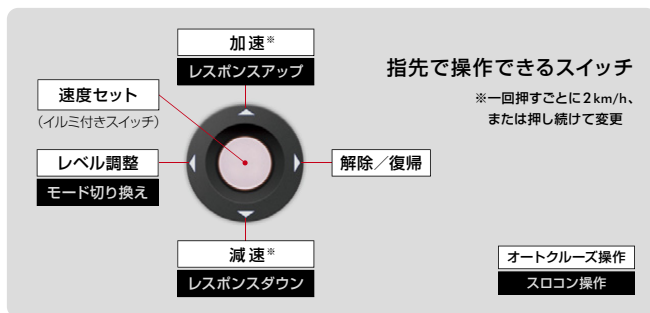 加速※
レスポンスアップ
指先で操作できるスイッチ
※一回押すごとに2km/h、
または押し続けて変更
速度セット
(イルミ付きスイッチ)
レベル調整
モード切り換え
解除／復帰
減速※
レスポンスダウン
オートクルーズ操作
スロコン操作